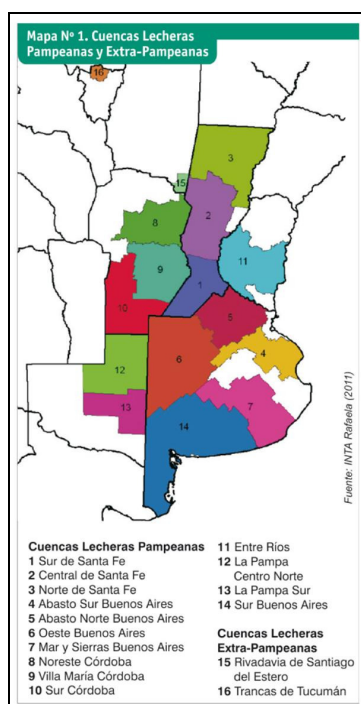 Mapa Nº 1. Cuencas Lecheras
Pampeanas y Extra-Pampeanas
16
3
15
2
8
11
9
1
10
5
4
6
12
7
13
14
Fuente: INTA Rafaela (2011)
Cuencas Lecheras Pampeanas
1 Sur de Santa Fe
2 Central de Santa Fe
3 Norte de Santa Fe
4 Abasto Sur Buenos Aires
5 Abasto Norte Buenos Aires
6 Oeste Buenos Aires
7 Mar y Sierras Buenos Aires
8 Noreste Córdoba
9 Villa María Córdoba
10 Sur Córdoba
11 Entre Ríos
12 La Pampa
Centro Norte
13 La Pampa Sur
14 Sur Buenos Aires
Cuencas Lecheras
Extra-Pampeanas
15 Rivadavia de Santiago
del Estero
16 Trancas de Tucumán